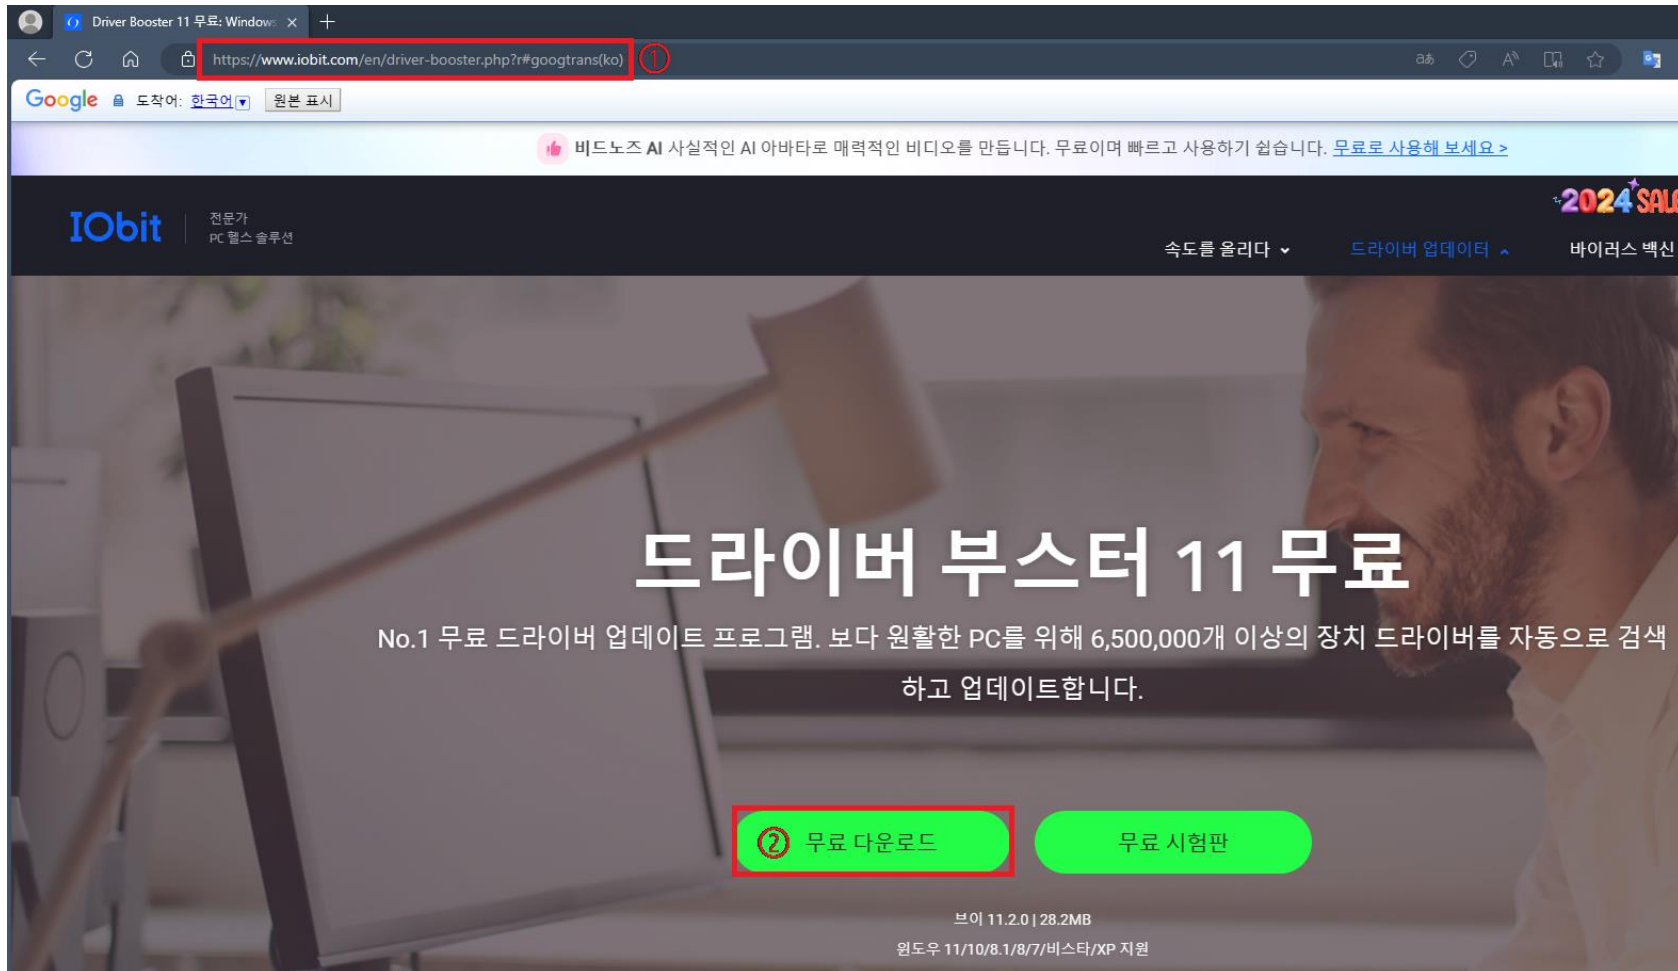 Driver Booster 11 무료: Windows
https://www.iobit.com/en/driver-booster.php?r#googtrans(ko) ①
Google 도착어: 한국어 원본 표시
비드노즈 AI 사실적인 AI 아바타로 매력적인 비디오를 만듭니다. 무료이며 빠르고 사용하기 쉽습니다. 무료로 사용해 보세요 >
2024 SALE
IObit
전문가
PC 헬스 솔루션
속도를 올리다 드라이버 업데이터 바이러스 백신
드라이버 부스터 11 무료
No.1 무료 드라이버 업데이트 프로그램. 보다 원활한 PC를 위해 6,500,000개 이상의 장치 드라이버를 자동으로 검색
하고 업데이트합니다.
② 무료 다운로드 무료 시험판
브이 11.2.0 | 28.2MB
윈도우 11/10/8.1/8/7/비스타/XP 지원